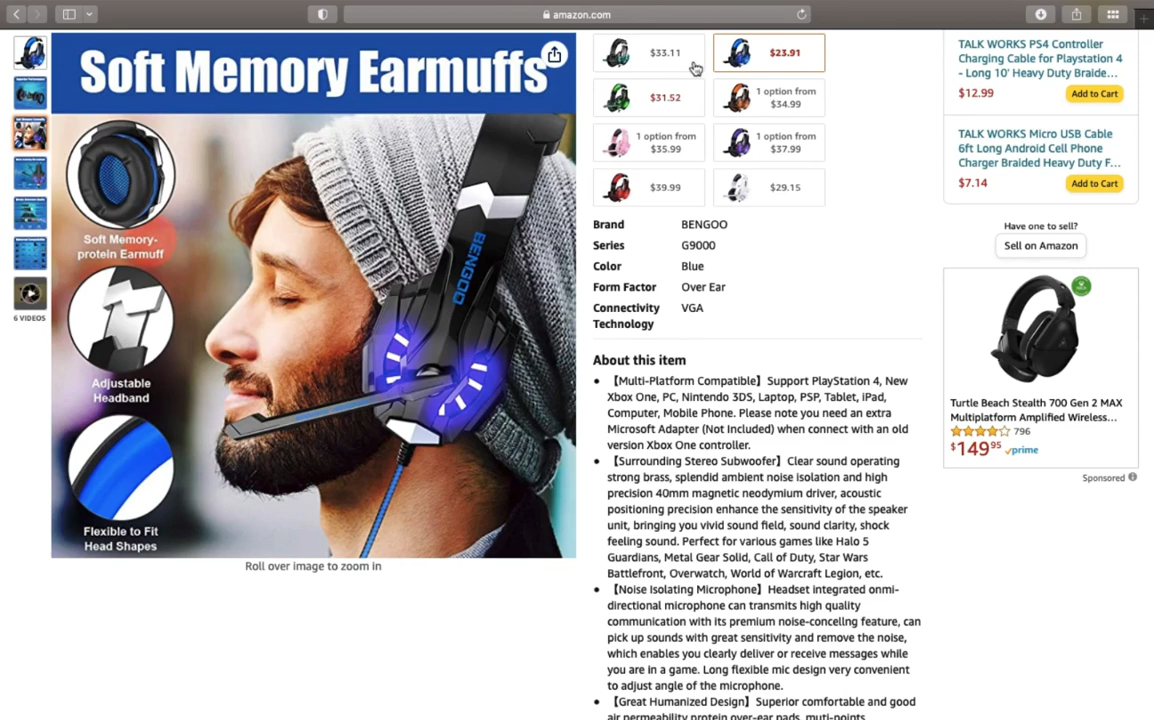 amazon.com
Soft Memory Earmuffs
Soft Memory-
protein Earmuff
Adjustable
Headband
Flexible to Fit
Head Shapes
BENGOO
6 VIDEOS
Roll over image to zoom in
$33.11
$23.91
$31.52
1 option from
$34.99
1 option from
$35.99
1 option from
$37.99
$39.99
$29.15
Brand BENGOO
Series G9000
Color Blue
Form Factor Over Ear
Connectivity VGA
Technology
About this item
• 【Multi-Platform Compatible】Support PlayStation 4, New
Xbox One, PC, Nintendo 3DS, Laptop, PSP, Tablet, iPad,
Computer, Mobile Phone. Please note you need an extra
Microsoft Adapter (Not Included) when connect with an old
version Xbox One controller.
• 【Surrounding Stereo Subwoofer】Clear sound operating
strong brass, splendid ambient noise isolation and high
precision 40mm magnetic neodymium driver, acoustic
positioning precision enhance the sensitivity of the speaker
unit, bringing you vivid sound field, sound clarity, shock
feeling sound. Perfect for various games like Halo 5
Guardians, Metal Gear Solid, Call of Duty, Star Wars
Battlefront, Overwatch, World of Warcraft Legion, etc.
• 【Noise Isolating Microphone】Headset integrated onmi-
directional microphone can transmits high quality
communication with its premium noise-concellng feature, can
pick up sounds with great sensitivity and remove the noise,
which enables you clearly deliver or receive messages while
you are in a game. Long flexible mic design very convenient
to adjust angle of the microphone.
• 【Great Humanized Design】Superior comfortable and good
air permeability protein over-ear pads, muti-points
TALK WORKS PS4 Controller
Charging Cable for Playstation 4
- Long 10' Heavy Duty Braide...
$12.99
Add to Cart
TALK WORKS Micro USB Cable
6ft Long Android Cell Phone
Charger Braided Heavy Duty F...
$7.14
Add to Cart
Have one to sell?
Sell on Amazon
XBOX
Turtle Beach Stealth 700 Gen 2 MAX
Multiplatform Amplified Wireless...
796
$149.95 prime
Sponsored